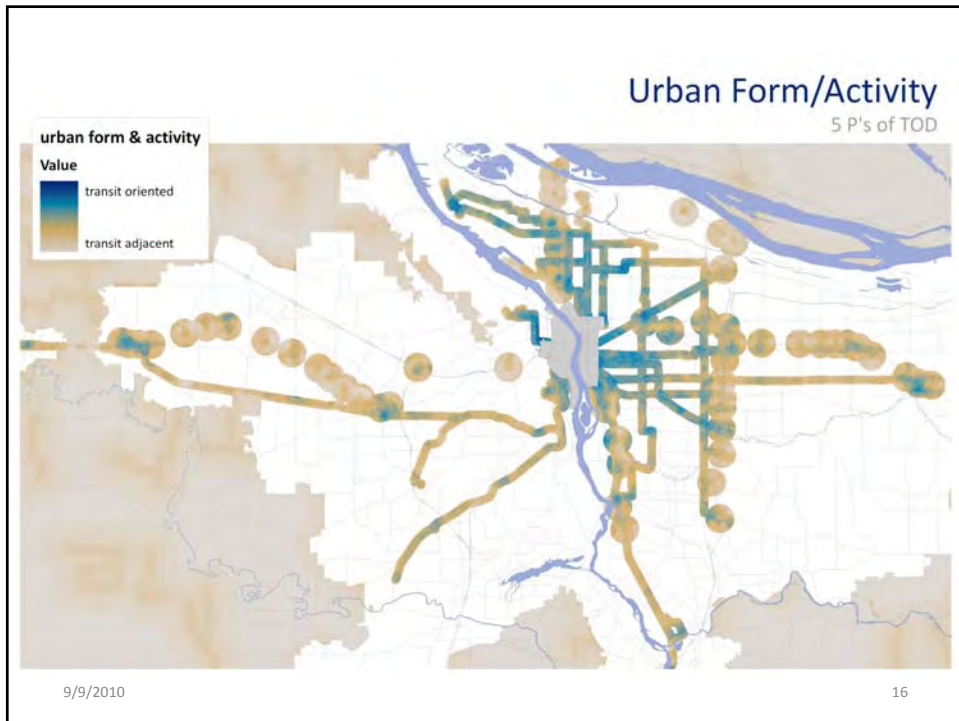 Urban Form/Activity
5 P's of TOD
urban form & activity
Value
transit oriented
transit adjacent
9/9/2010
16